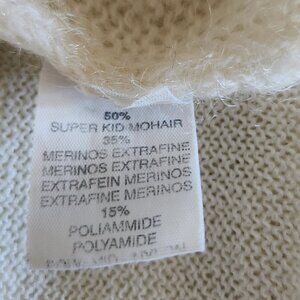 50%
SUPER KID MOHAIR
35%
MERINOS EXTRAFINE
MERINOS EXTRAFINE
EXTRAFEIN MERINOS
EXTRAFINE MERINOS
15%
POLIAMMIDE
POLYAMIDE